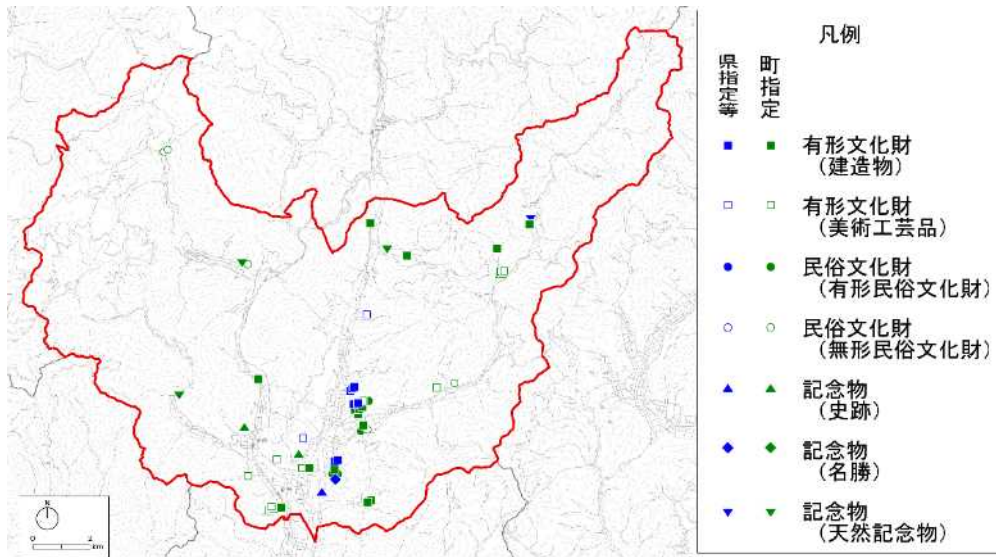 凡例
県指定等
町指定
有形文化財
（建造物）
有形文化財
（美術工芸品）
民俗文化財
（有形民俗文化財）
民俗文化財
（無形民俗文化財）
記念物
（史跡）
記念物
（名勝）
記念物
（天然記念物）
N
0 2
km